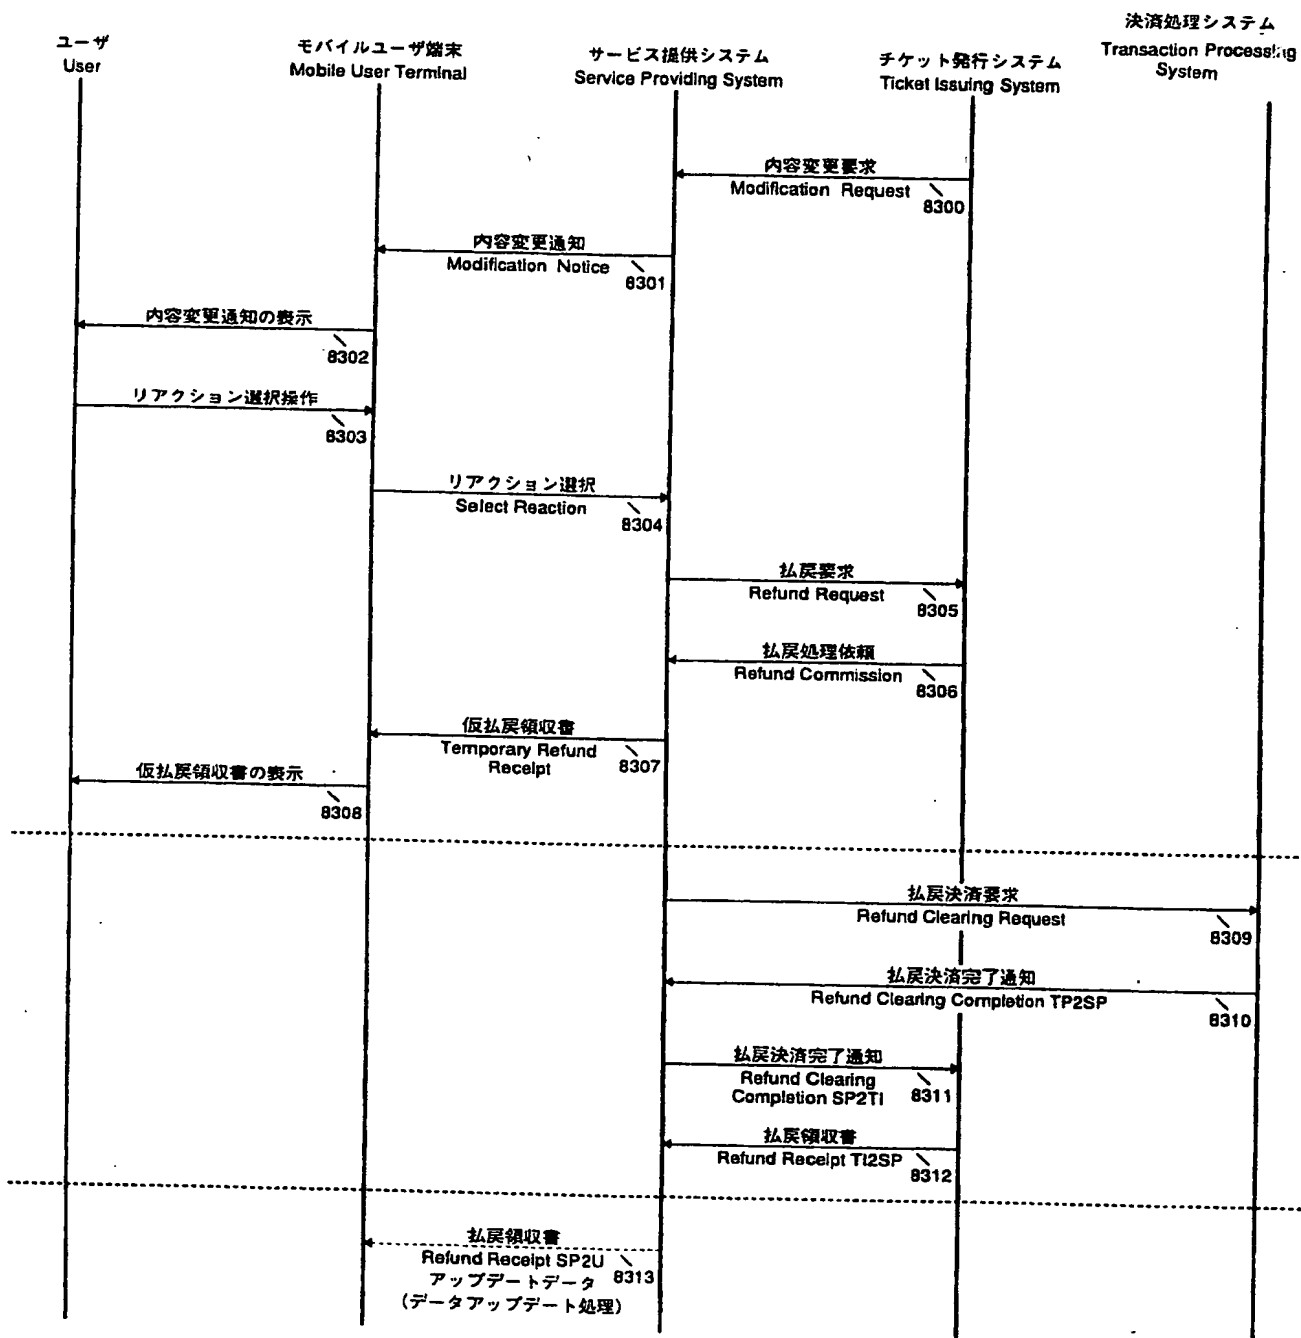 ユーザ
User
モバイルユーザ端末
Mobile User Terminal
サービス提供システム
Service Providing System
チケット発行システム
Ticket Issuing System
決済処理システム
Transaction Processing
System
内容変更要求
Modification Request
8300
内容変更通知
Modification Notice
8301
内容変更通知の表示
8302
リアクション選択操作
8303
リアクション選択
Select Reaction
8304
払戻要求
Refund Request
8305
払戻処理依頼
Refund Commission
8306
仮払戻領収書
Temporary Refund
Receipt
8307
仮払戻領収書の表示
8308
払戻決済要求
Refund Clearing Request
8309
払戻決済完了通知
Refund Clearing Completion TP2SP
8310
払戻決済完了通知
Refund Clearing
Completion SP2TI
8311
払戻領収書
Refund Receipt TI2SP
8312
払戻領収書
Refund Receipt SP2U
8313
アップデートデータ
(データアップデート処理)